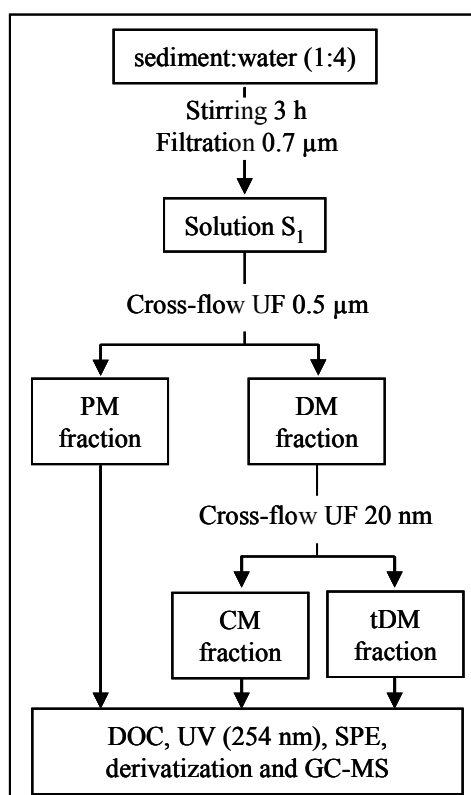 sediment:water (1:4)
Stirring 3 h
Filtration 0.7 µm
Solution S₁
Cross-flow UF 0.5 µm
PM
fraction
DM
fraction
Cross-flow UF 20 nm
CM
fraction
tDM
fraction
DOC, UV (254 nm), SPE,
derivatization and GC-MS